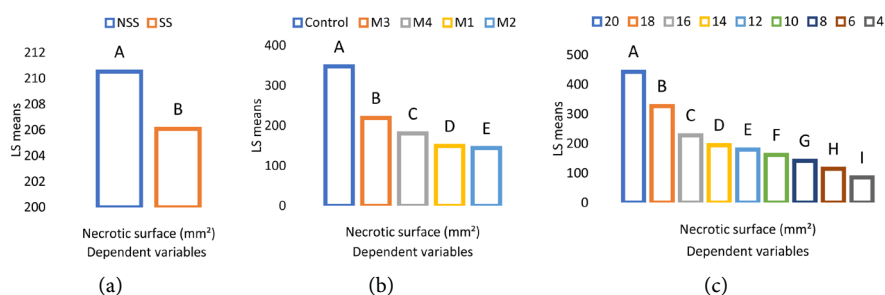 NSS SS
A
B
212
210
208
206
204
202
200
LS means
Necrotic surface (mm²)
Dependent variables
(a)
Control M3 M4 M1 M2
A
B
C
D
E
400
300
200
100
0
LS means
Necrotic surface (mm²)
Dependent variables
(b)
20 18 16 14 12 10 8 6 4
A
B
C
D
E
F
G
H
I
500
400
300
200
100
0
LS means
Necrotic surface (mm²)
Dependent variables
(c)